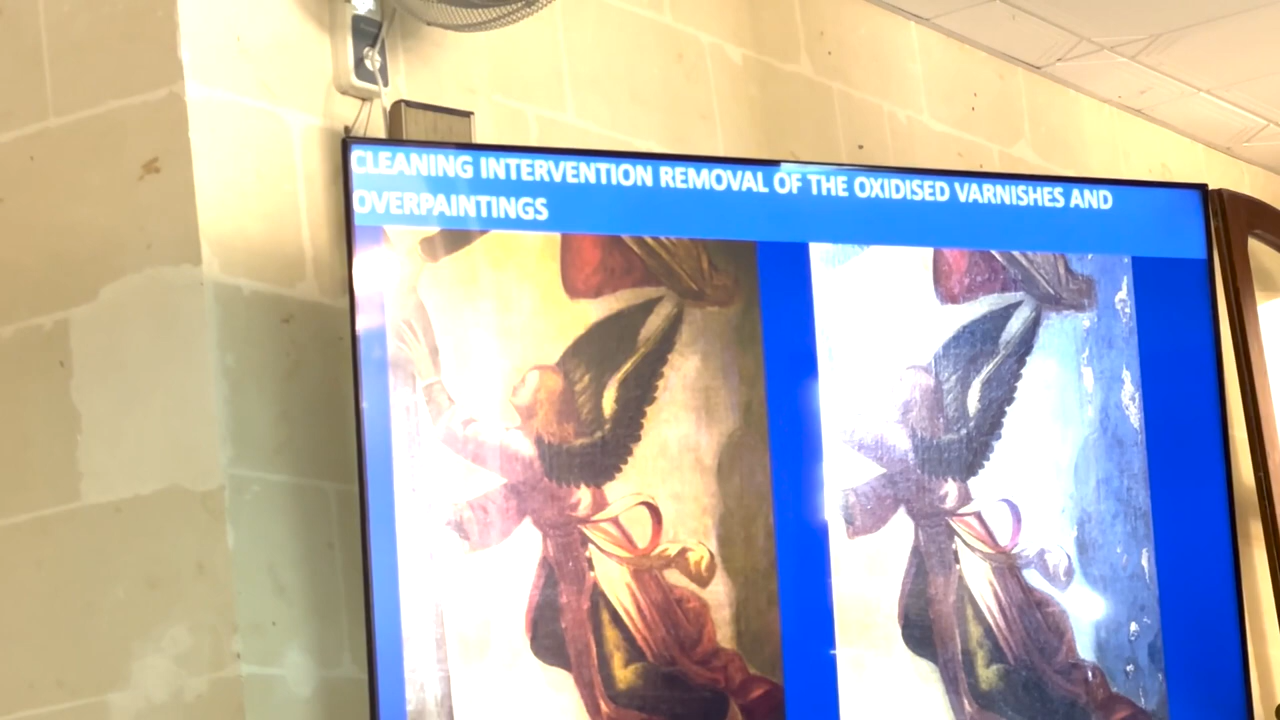 CLEANING INTERVENTION REMOVAL OF THE OXIDISED VARNISHES AND
OVERPAINTINGS